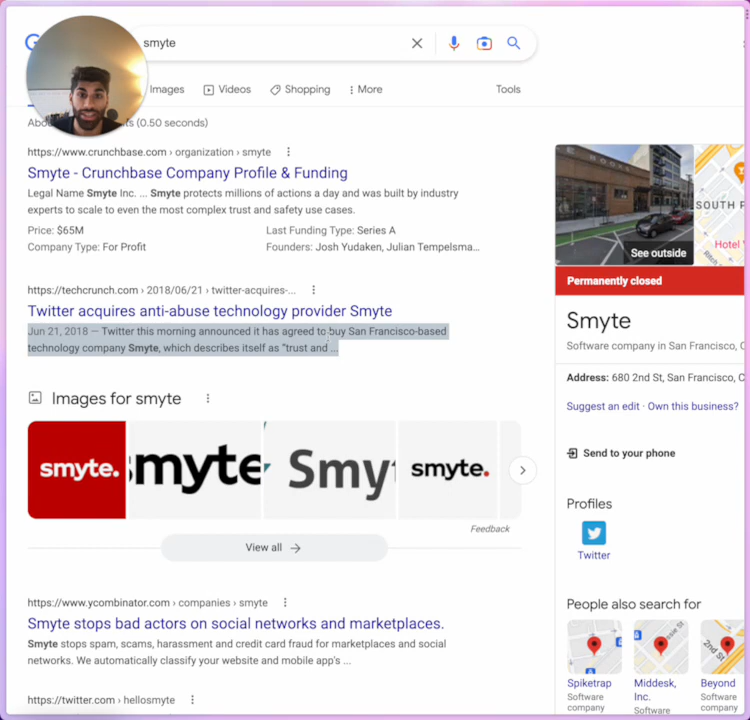 G
smyte
Images
Videos
Shopping
More
Tools
(0.50 seconds)
https://www.crunchbase.com › organization › smyte
Smyte - Crunchbase Company Profile & Funding
Legal Name Smyte Inc. ... Smyte protects millions of actions a day and was built by industry
experts to scale to even the most complex trust and safety use cases.
Price: $65M
Last Funding Type: Series A
Company Type: For Profit
Founders: Josh Yudaken, Julian Tempelsma...
https://techcrunch.com › 2018/06/21 › twitter-acquires-...
Twitter acquires anti-abuse technology provider Smyte
Jun 21, 2018 — Twitter this morning announced it has agreed to buy San Francisco-based
technology company Smyte, which describes itself as "trust and ...
Images for smyte
smyte.
smyte
Smy
smyte.
Feedback
View all
https://www.ycombinator.com › companies › smyte
Smyte stops bad actors on social networks and marketplaces.
Smyte stops spam, scams, harassment and credit card fraud for marketplaces and social
networks. We automatically classify your website and mobile app's ...
https://twitter.com › hellosmyte
See outside
SOUTH P
Hotel
Permanently closed
Smyte
Software company in San Francisco, C
Address: 680 2nd St, San Francisco, C
Suggest an edit · Own this business?
Send to your phone
Profiles
Twitter
People also search for
2nd St
Spiketrap
Software
company
Middesk,
Inc.
Software
Beyond
Software
company